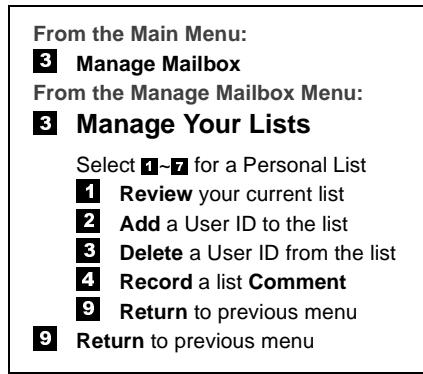 From the Main Menu:
3 Manage Mailbox
From the Manage Mailbox Menu:
3 Manage Your Lists
Select 1~7 for a Personal List
1 Review your current list
2 Add a User ID to the list
3 Delete a User ID from the list
4 Record a list Comment
9 Return to previous menu
9 Return to previous menu